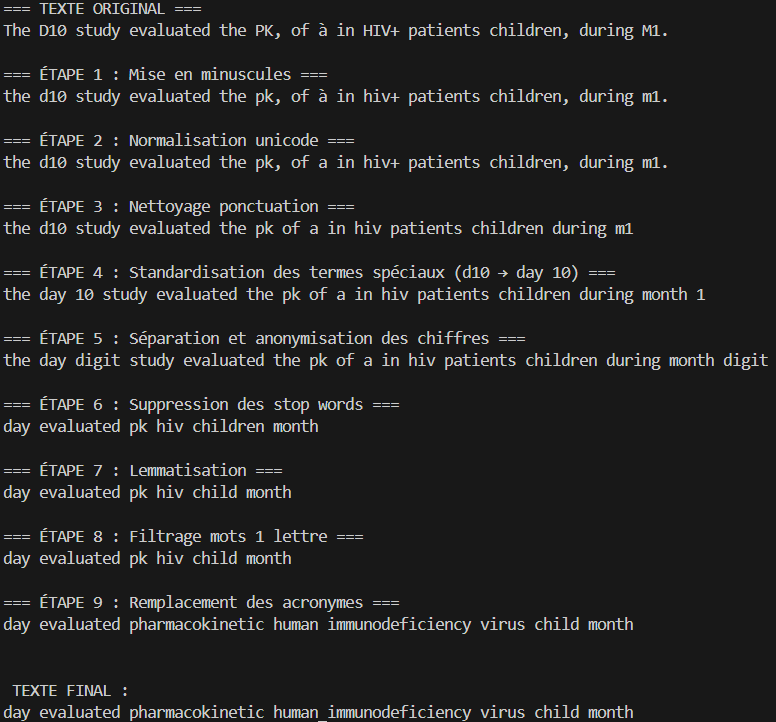 === TEXTE ORIGINAL ===
The D10 study evaluated the PK, of à in HIV+ patients children, during M1.
=== ÉTAPE 1 : Mise en minuscules ===
the d10 study evaluated the pk, of à in hiv+ patients children, during m1.
=== ÉTAPE 2 : Normalisation unicode ===
the d10 study evaluated the pk, of a in hiv+ patients children, during m1.
=== ÉTAPE 3 : Nettoyage ponctuation ===
the d10 study evaluated the pk of a in hiv patients children during m1
=== ÉTAPE 4 : Standardisation des termes spéciaux (d10 → day 10) ===
the day 10 study evaluated the pk of a in hiv patients children during month 1
=== ÉTAPE 5 : Séparation et anonymisation des chiffres ===
the day digit study evaluated the pk of a in hiv patients children during month digit
=== ÉTAPE 6 : Suppression des stop words ===
day evaluated pk hiv children month
=== ÉTAPE 7 : Lemmatisation ===
day evaluated pk hiv child month
=== ÉTAPE 8 : Filtrage mots 1 lettre ===
day evaluated pk hiv child month
=== ÉTAPE 9 : Remplacement des acronymes ===
day evaluated pharmacokinetic human immunodeficiency virus child month
TEXTE FINAL :
day evaluated pharmacokinetic human immunodeficiency virus child month